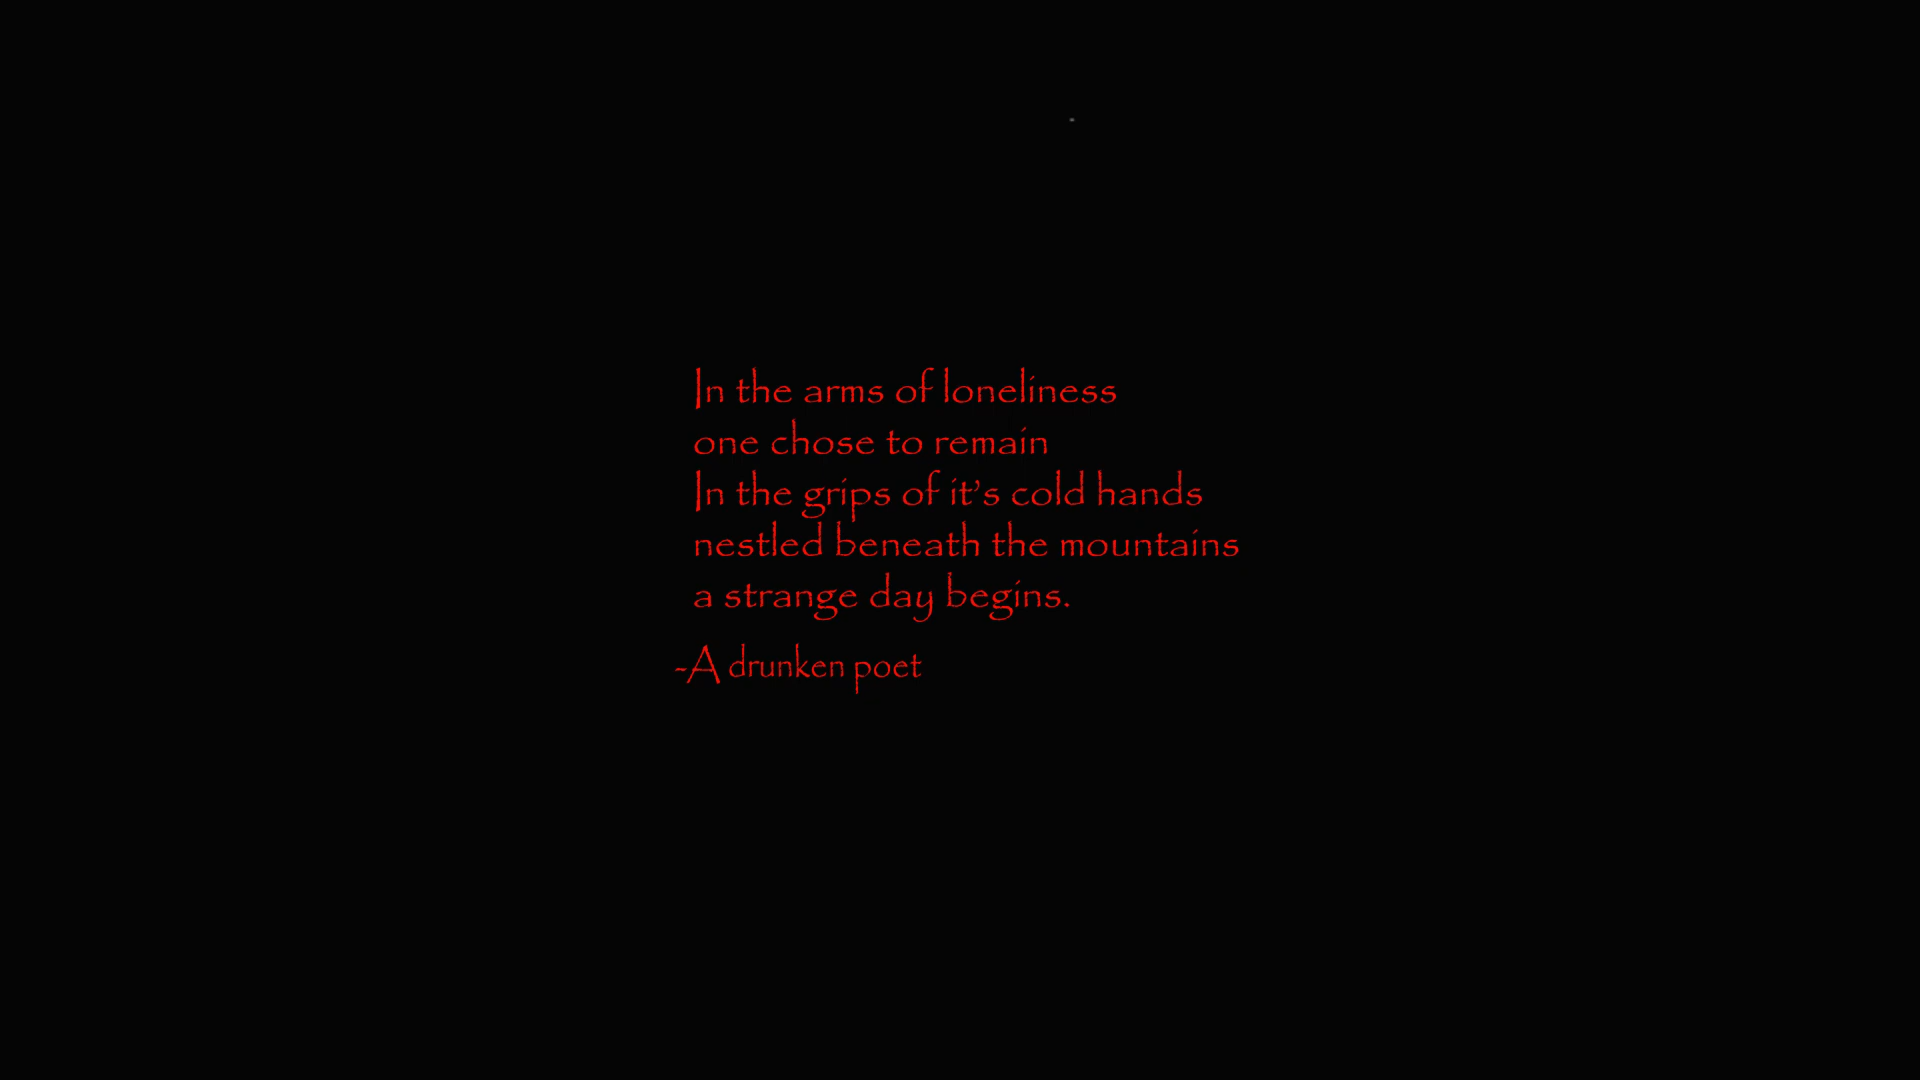 In the arms of loneliness
one chose to remain
In the grips of it’s cold hands
nestled beneath the mountains
a strange day begins.
-A drunken poet